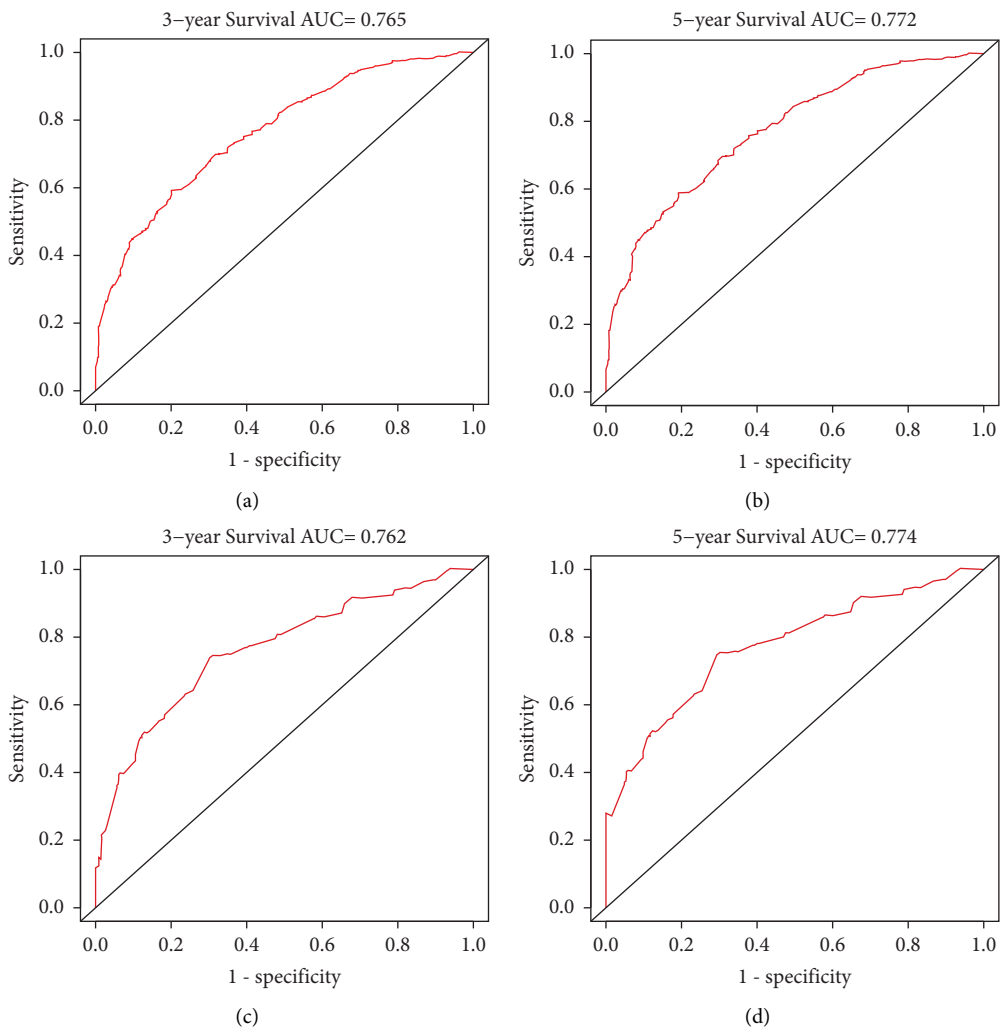 3−year Survival AUC= 0.765
1.0
0.8
0.6
0.4
0.2
0.0
Sensitivity
0.0 0.2 0.4 0.6 0.8 1.0
1 - specificity
(a)
5−year Survival AUC= 0.772
1.0
0.8
0.6
0.4
0.2
0.0
Sensitivity
0.0 0.2 0.4 0.6 0.8 1.0
1 - specificity
(b)
3−year Survival AUC= 0.762
1.0
0.8
0.6
0.4
0.2
0.0
Sensitivity
0.0 0.2 0.4 0.6 0.8 1.0
1 - specificity
(c)
5−year Survival AUC= 0.774
1.0
0.8
0.6
0.4
0.2
0.0
Sensitivity
0.0 0.2 0.4 0.6 0.8 1.0
1 - specificity
(d)